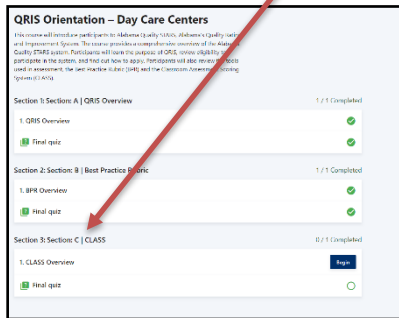 QRIS Orientation – Day Care Centers
This course will introduce participants to Alabama Quality STARS, Alabama's Quality Rating
and Improvement System. The course provides a comprehensive overview of the Alabama
Quality STARS system. Participants will learn the purpose of QRIS, review eligibility to
participate in the system, and find out how to apply. Participants will also review the tools
used in assessment, the Best Practice Rubric (BPR) and the Classroom Assessment Scoring
System (CLASS).
Section 1: Section: A | QRIS Overview 1 / 1 Completed
1. QRIS Overview
Final quiz
Section 2: Section: B | Best Practice Rubric 1 / 1 Completed
1. BPR Overview
Final quiz
Section 3: Section: C | CLASS 0 / 1 Completed
1. CLASS Overview Begin
Final quiz